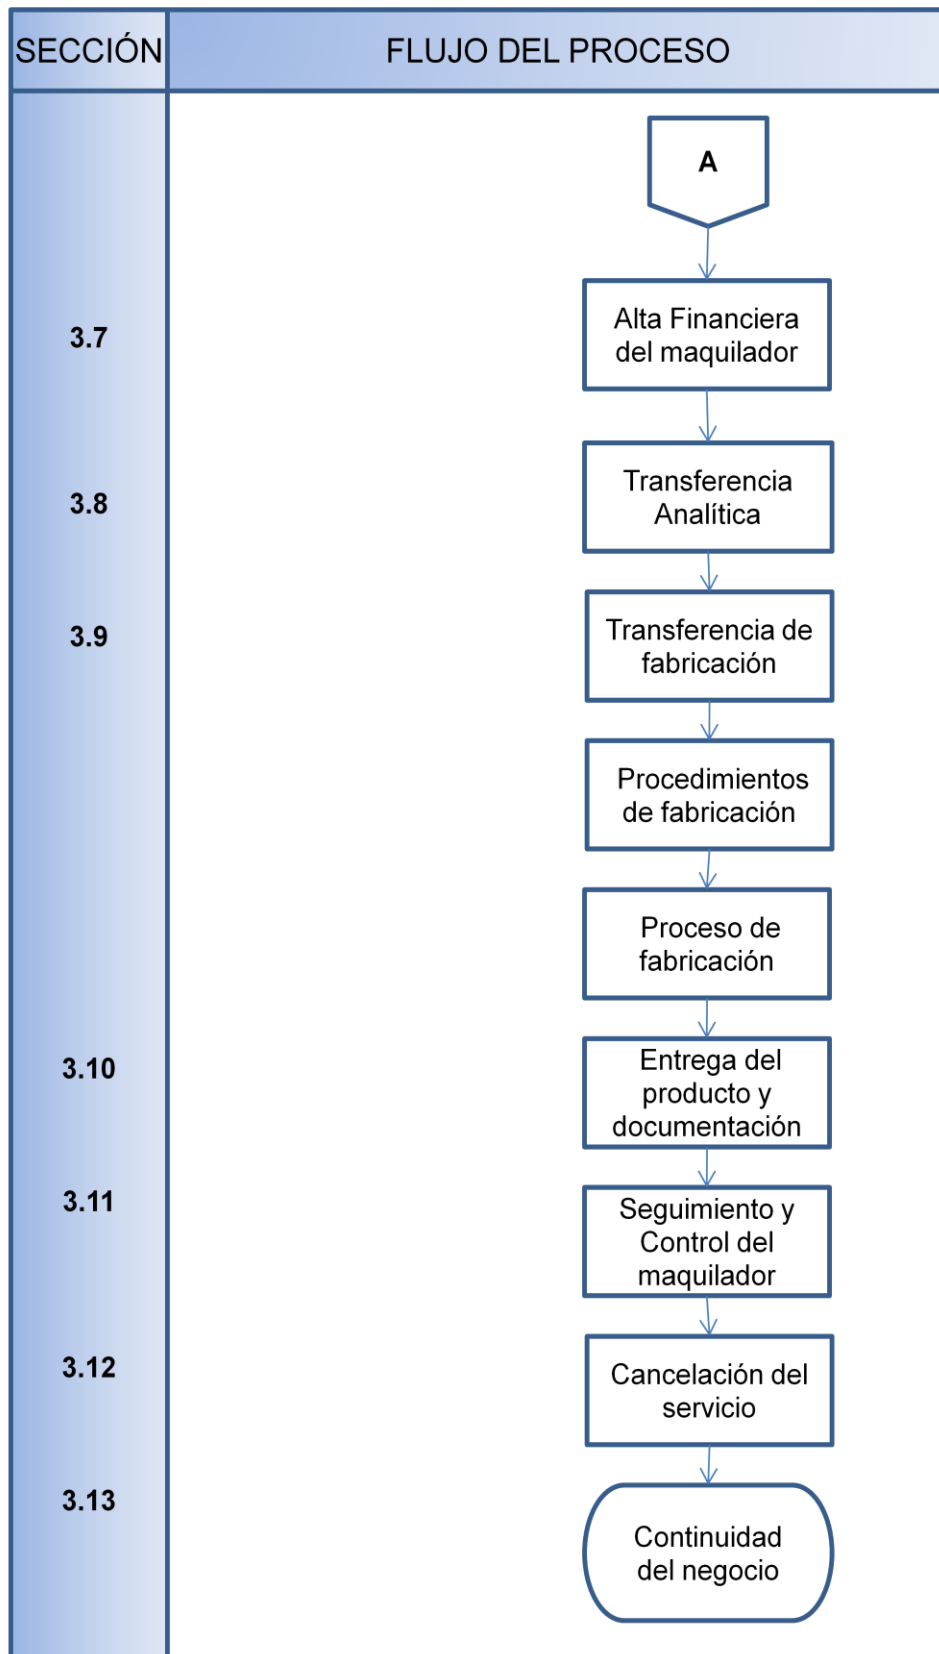 SECCIÓN
FLUJO DEL PROCESO
A
3.7
Alta Financiera
del maquilador
3.8
Transferencia
Analítica
3.9
Transferencia de
fabricación
Procedimientos
de fabricación
Proceso de
fabricación
3.10
Entrega del
producto y
documentación
3.11
Seguimiento y
Control del
maquilador
3.12
Cancelación del
servicio
3.13
Continuidad
del negocio